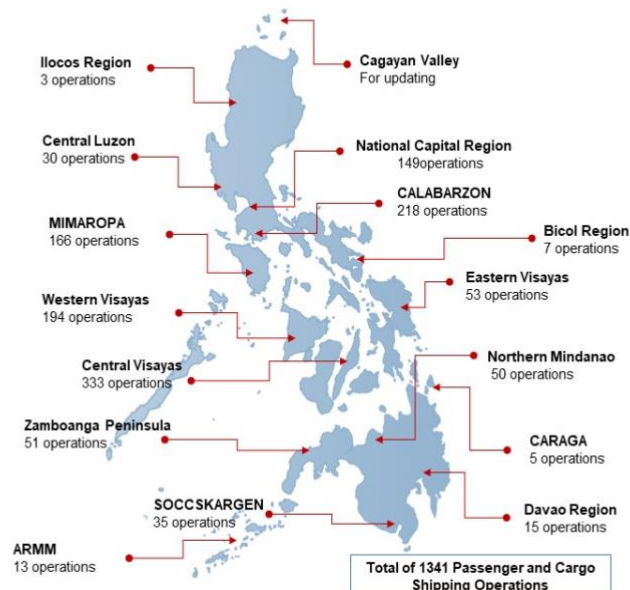 Ilocos Region
3 operations
Cagayan Valley
For updating
Central Luzon
30 operations
National Capital Region
149operations
CALABARZON
218 operations
MIMAROPA
166 operations
Bicol Region
7 operations
Eastern Visayas
53 operations
Western Visayas
194 operations
Central Visayas
333 operations
Northern Mindanao
50 operations
Zamboanga Peninsula
51 operations
CARAGA
5 operations
SOCCSKARGEN
35 operations
Davao Region
15 operations
ARMM
13 operations
Total of 1341 Passenger and Cargo
Shipping Operations